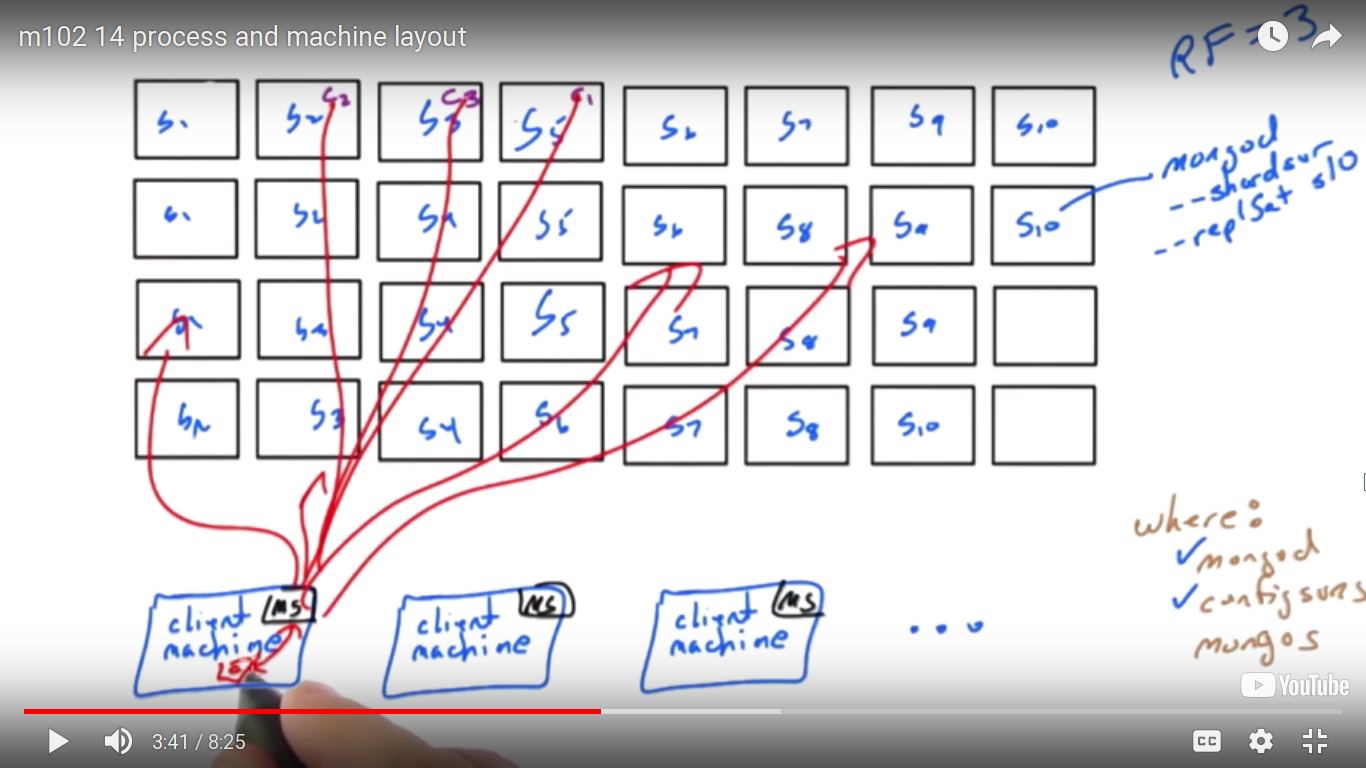 m102 14 process and machine layout
RF=3
C2
C3
C1
S1
S2
S3
S5
S6
S7
S9
S10
mongod
--shardsvr
--replSet s10
S1
S2
S4
S5
S6
S8
S9
S10
S1
S3
S4
S5
S7
S8
S9
S2
S3
S4
S6
S7
S8
S10
where:
✓mongod
✓configsvrs
mongos
client
machine
MS
client
machine
MS
client
machine
MS
...
YouTube
3:41 / 8:25
CC